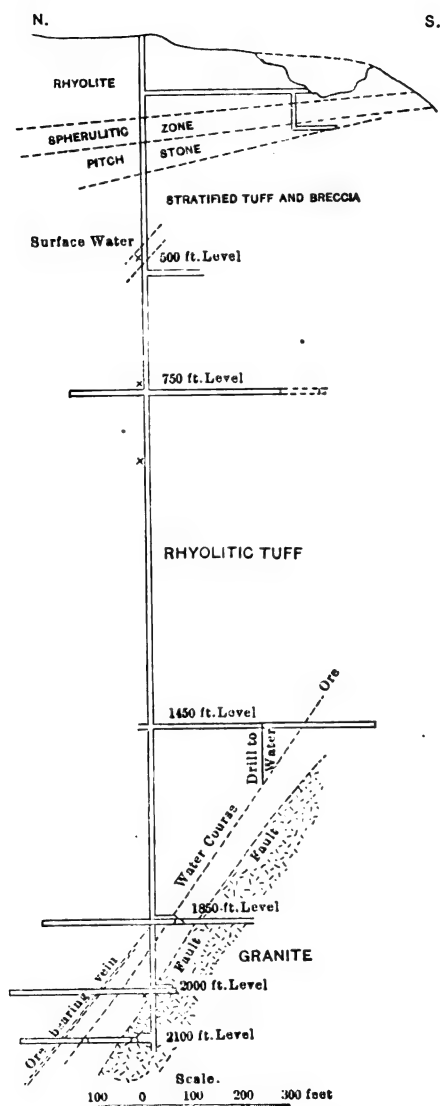 N. S.
RHYOLITE
SPHERULITIC ZONE
PITCH STONE
STRATIFIED TUFF AND BRECCIA
Surface Water
500 ft. Level
750 ft. Level
RHYOLITIC TUFF
Ore
1450 ft. Level
Drill to
Water
Water Course
Fault
1850 ft. Level
GRANITE
Ore bearing vein
Fault
2000 ft. Level
2100 ft. Level
Scale.
100 0 100 200 300 feet